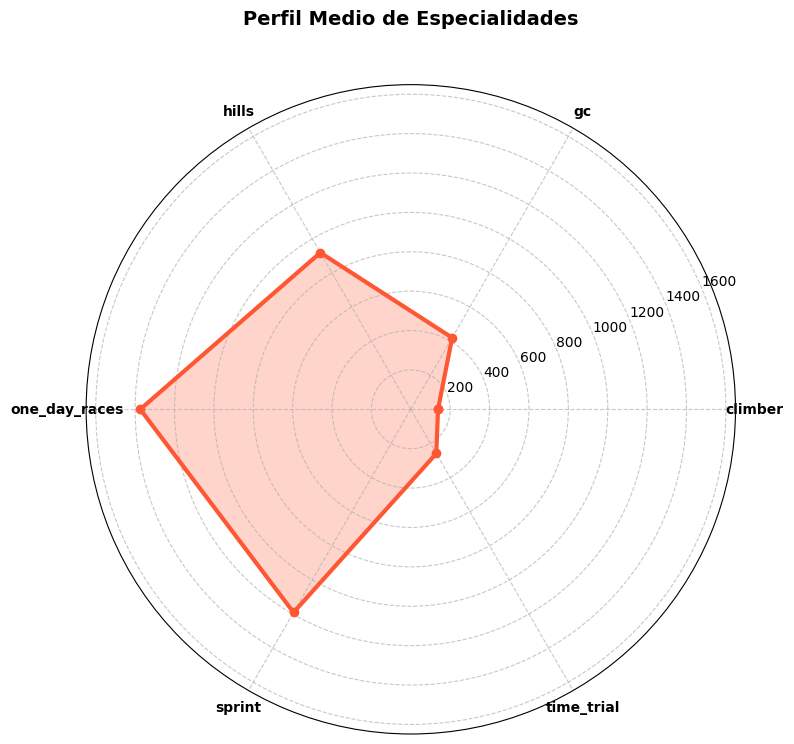 Perfil Medio de Especialidades
hills
gc
1600
1400
1200
1000
800
600
400
200
one_day_races
climber
sprint
time_trial